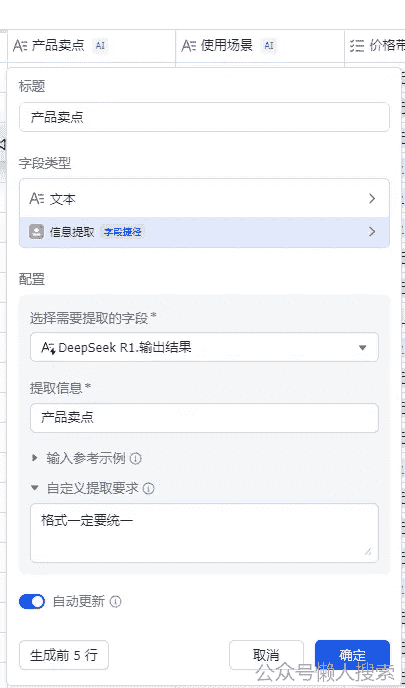 产品卖点 AI 使用场景 AI 价格带
标题
产品卖点
字段类型
文本
信息提取 字段捷径
配置
选择需要提取的字段*
DeepSeek R1.输出结果
提取信息*
产品卖点
输入参考示例
自定义提取要求
格式一定要统一
自动更新
生成前 5 行 取消 确定
公众号懒人搜索